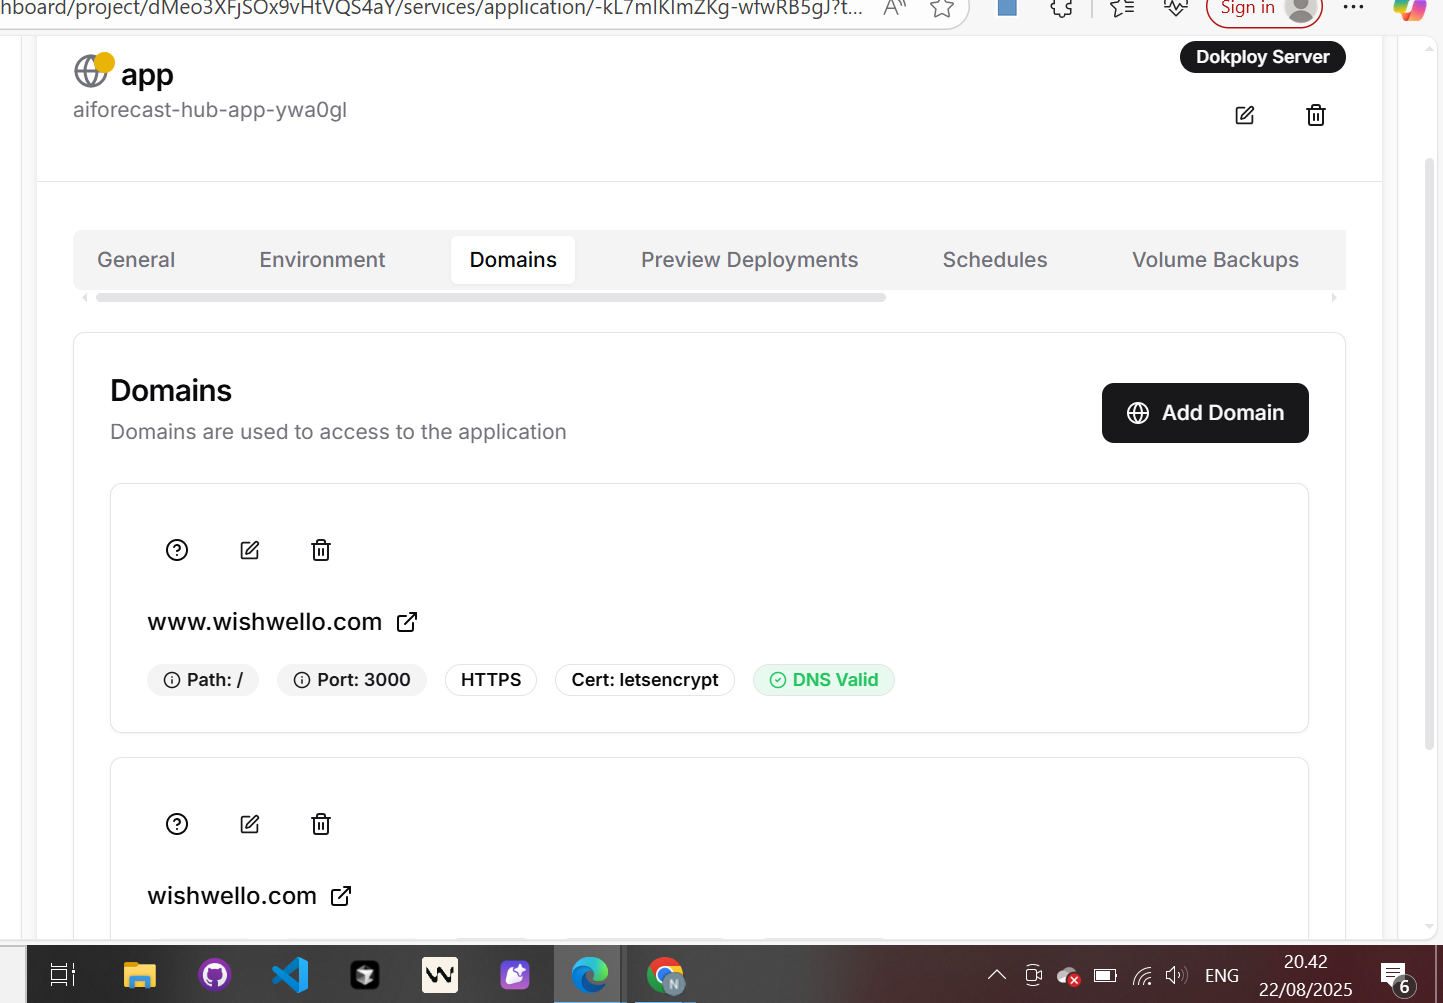 hboard/project/dMeo3XFjSOx9vHtVQS4aY/services/application/-kL7mIKImZKg-wfwRB5gJ?t...
Sign in
app
Dokploy Server
aiforecast-hub-app-ywa0gl
General
Environment
Domains
Preview Deployments
Schedules
Volume Backups
Domains
Domains are used to access to the application
Add Domain
www.wishwello.com
Path: /
Port: 3000
HTTPS
Cert: letsencrypt
DNS Valid
wishwello.com
ENG
20.42
22/08/2025
6
N